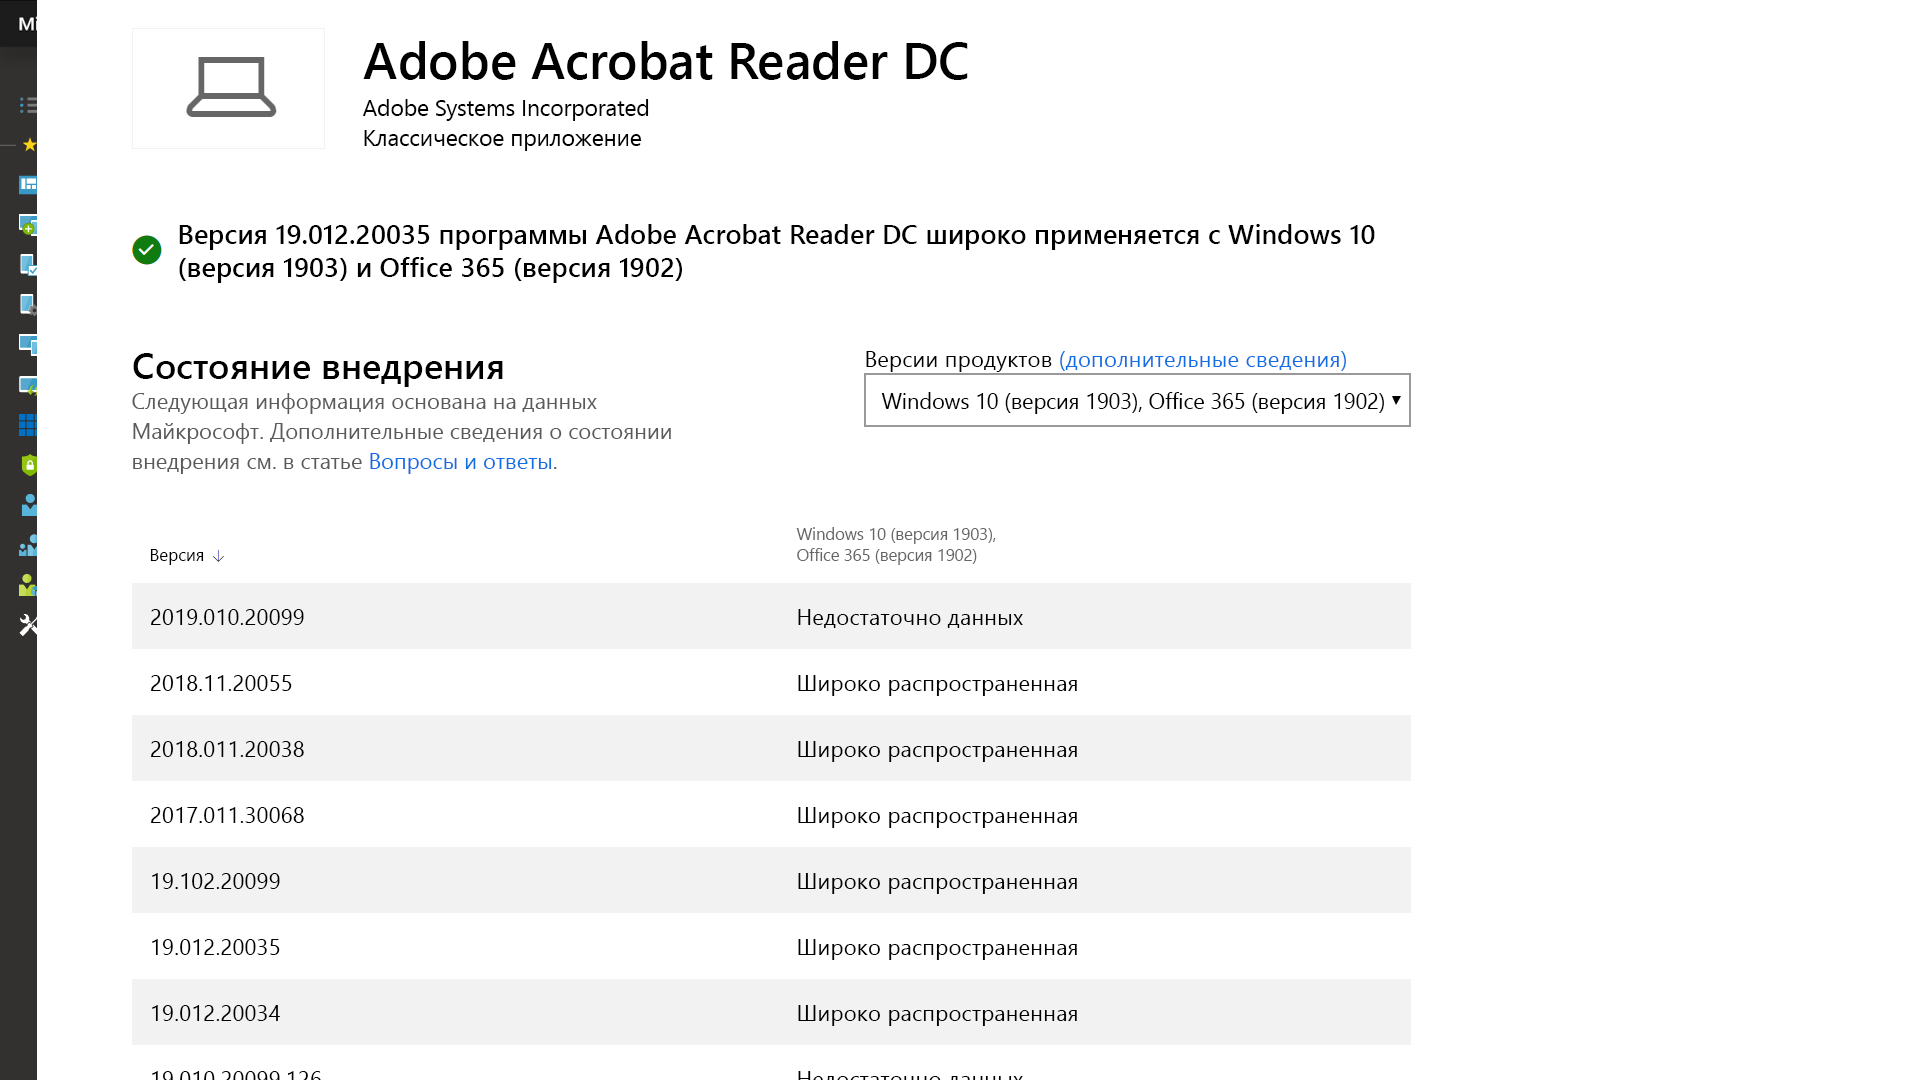 Mi
Adobe Acrobat Reader DC
Adobe Systems Incorporated
Классическое приложение
Версия 19.012.20035 программы Adobe Acrobat Reader DC широко применяется с Windows 10
(версия 1903) и Office 365 (версия 1902)
Состояние внедрения
Следующая информация основана на данных
Майкрософт. Дополнительные сведения о состоянии
внедрения см. в статье Вопросы и ответы.
Версии продуктов (дополнительные сведения)
Windows 10 (версия 1903), Office 365 (версия 1902)
Версия
Windows 10 (версия 1903),
Office 365 (версия 1902)
2019.010.20099 Недостаточно данных
2018.11.20055 Широко распространенная
2018.011.20038 Широко распространенная
2017.011.30068 Широко распространенная
19.102.20099 Широко распространенная
19.012.20035 Широко распространенная
19.012.20034 Широко распространенная
19.010.20099.126 Недостаточно данных